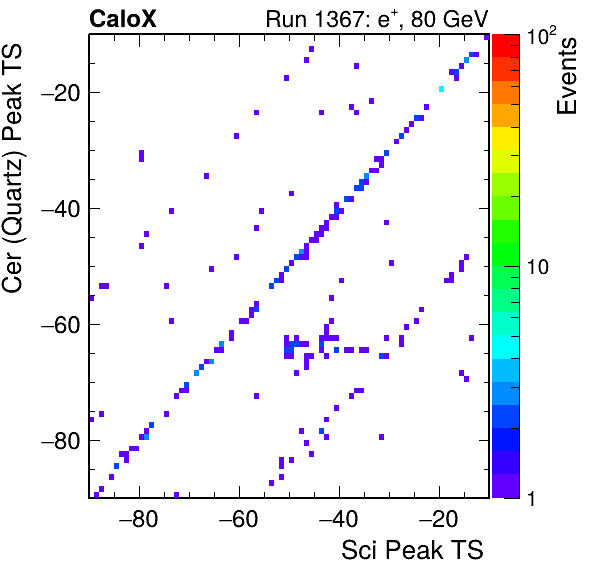 CaloX Run 1367: e⁺, 80 GeV
Cer (Quartz) Peak TS
−20
−40
−60
−80
−80 −60 −40 −20
Sci Peak TS
10²
10
1
Events